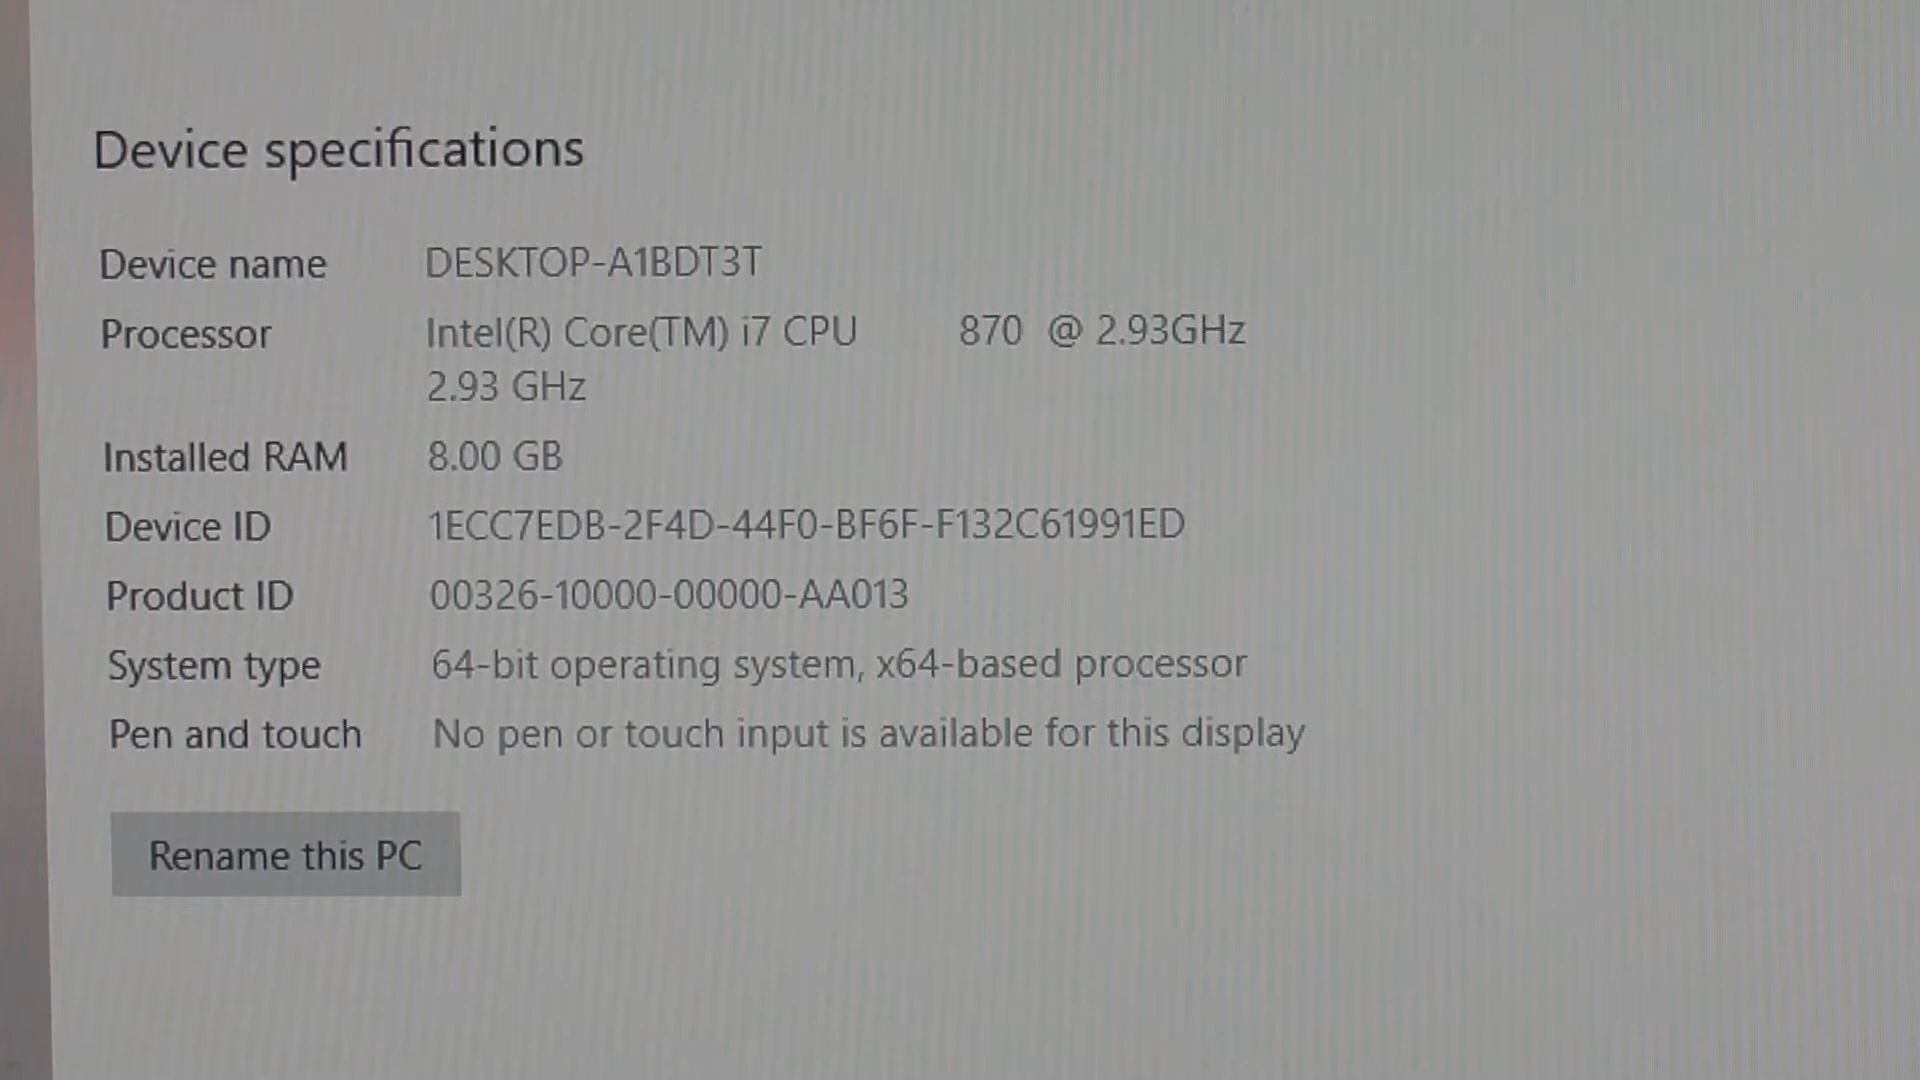 Device specifications
Device name DESKTOP-A1BDT3T
Processor Intel(R) Core(TM) i7 CPU 870 @ 2.93GHz
2.93 GHz
Installed RAM 8.00 GB
Device ID 1ECC7EDB-2F4D-44F0-BF6F-F132C61991ED
Product ID 00326-10000-00000-AA013
System type 64-bit operating system, x64-based processor
Pen and touch No pen or touch input is available for this display
Rename this PC